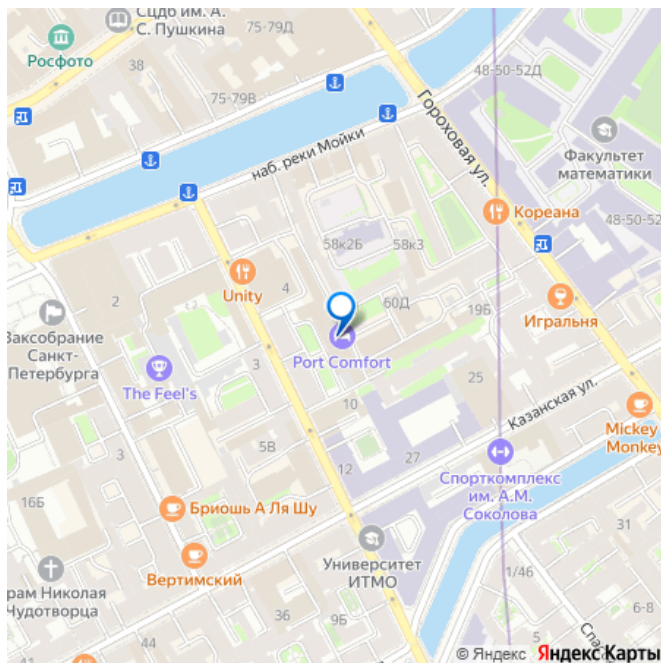 Сцдб им. А.
С. Пушкина
75-79Д
Росфото
38
75-79В
48-50-52Д
Гороховая ул.
наб. реки Мойки
Факультет
математики
Кореана
48-50-52
58к2Б
58к3
2
Unity
4
60Д
19Б
Игральня
Заксобрание
Санкт-
Петербурга
3
Port Comfort
The Feel's
25
10
Казанская ул.
Mickey
Monkey
5В
3
12
27
Спорткомплекс
им. А.М.
Соколова
16Б
Бриошь А Ля Шу
31
Университет
ИТМО
Вертимский
1/4б
рам Николая
Чудотворца
9Б
36
44
Спа
© Яндекс Яндекс Карты